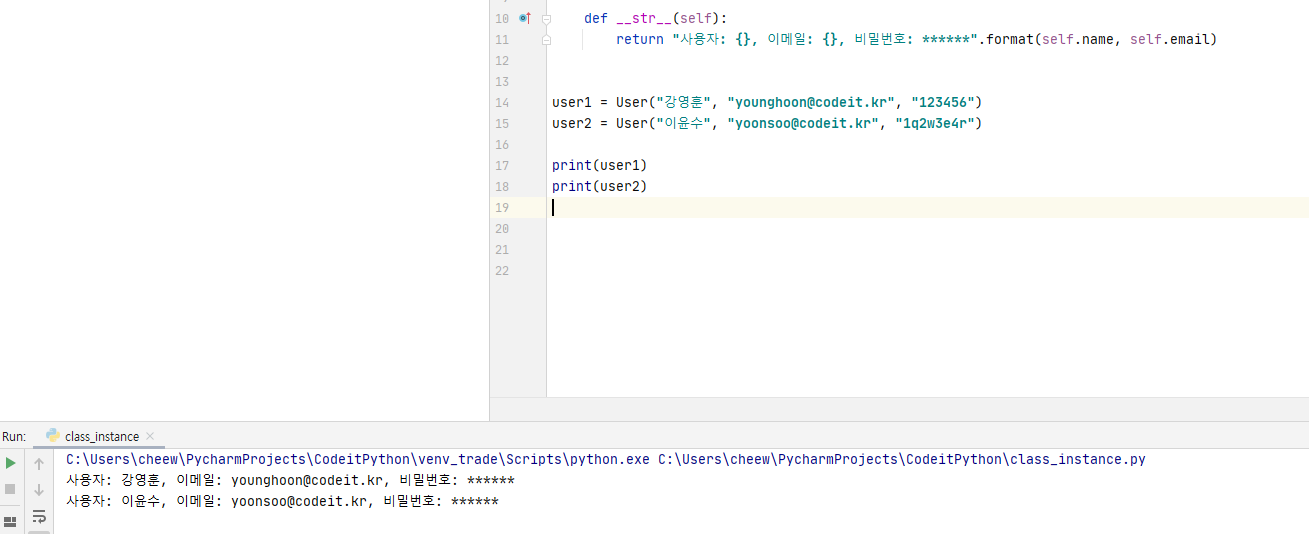 10 def __str__(self):
11 return "사용자: {}, 이메일: {}, 비밀번호: ******".format(self.name, self.email)
12
13
14 user1 = User("강영훈", "younghoon@codeit.kr", "123456")
15 user2 = User("이윤수", "yoonsoo@codeit.kr", "1q2w3e4r")
16
17 print(user1)
18 print(user2)
19
20
21
22
Run: class_instance
C:\Users\cheew\PycharmProjects\CodeitPython\venv_trade\Scripts\python.exe C:\Users\cheew\PycharmProjects\CodeitPython\class_instance.py
사용자: 강영훈, 이메일: younghoon@codeit.kr, 비밀번호: ******
사용자: 이윤수, 이메일: yoonsoo@codeit.kr, 비밀번호: ******